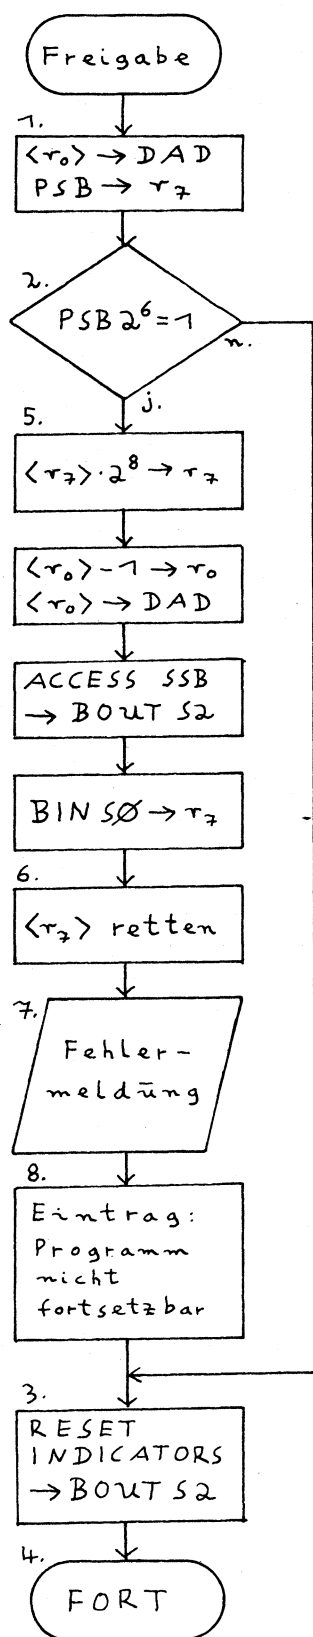 Freigabe
1.
<r₀> → DAD
PSB → r₇
2.
PSB 2⁶ = 1
n.
j.
5.
<r₇>·2⁸ → r₇
<r₀> - 1 → r₀
<r₀> → DAD
ACCESS SSB
→ BOUT S2
BIN SØ → r₇
6.
<r₇> retten
7.
Fehler-
meldūng
8.
Eintrag:
Programm
nicht
fortsetzbar
3.
RESET
INDICATORS
→ BOUT S2
4.
FORT